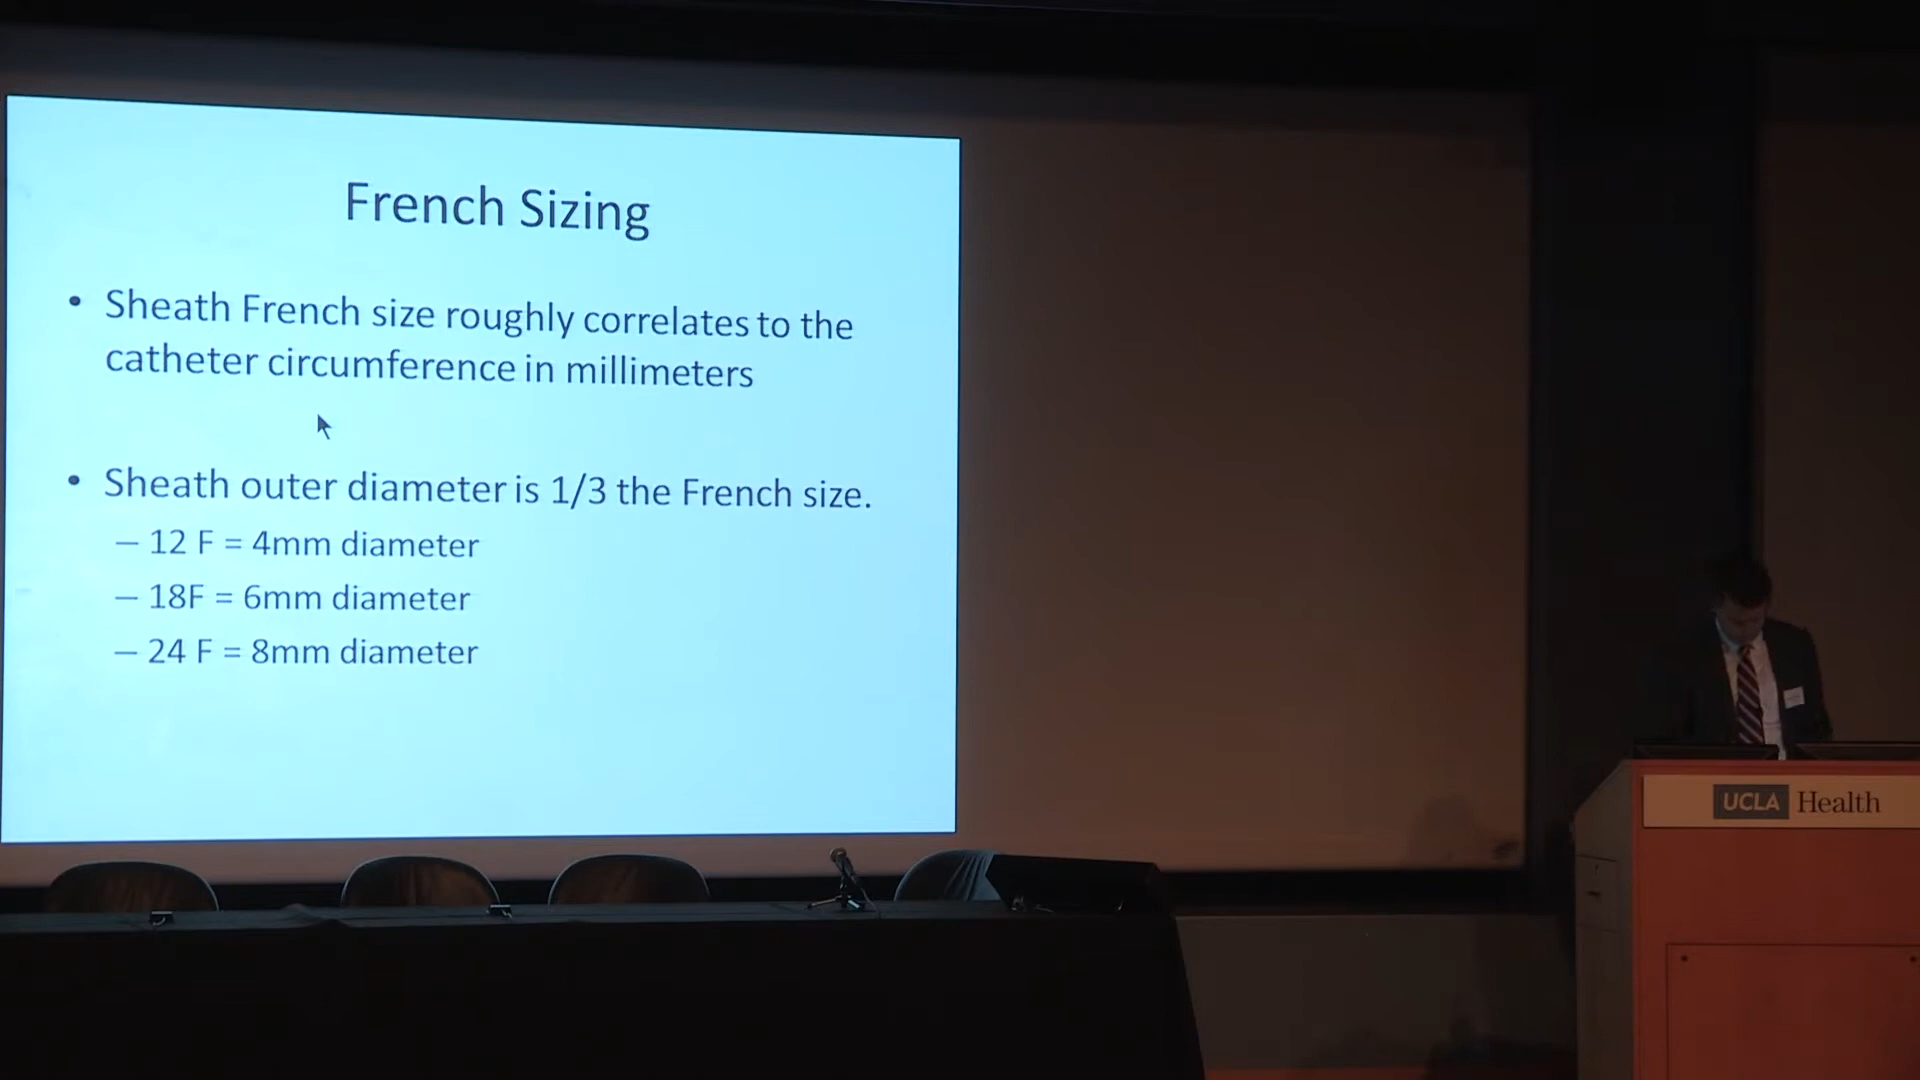 French Sizing
• Sheath French size roughly correlates to the
catheter circumference in millimeters
• Sheath outer diameter is 1/3 the French size.
– 12 F = 4mm diameter
– 18F = 6mm diameter
– 24 F = 8mm diameter
UCLA Health